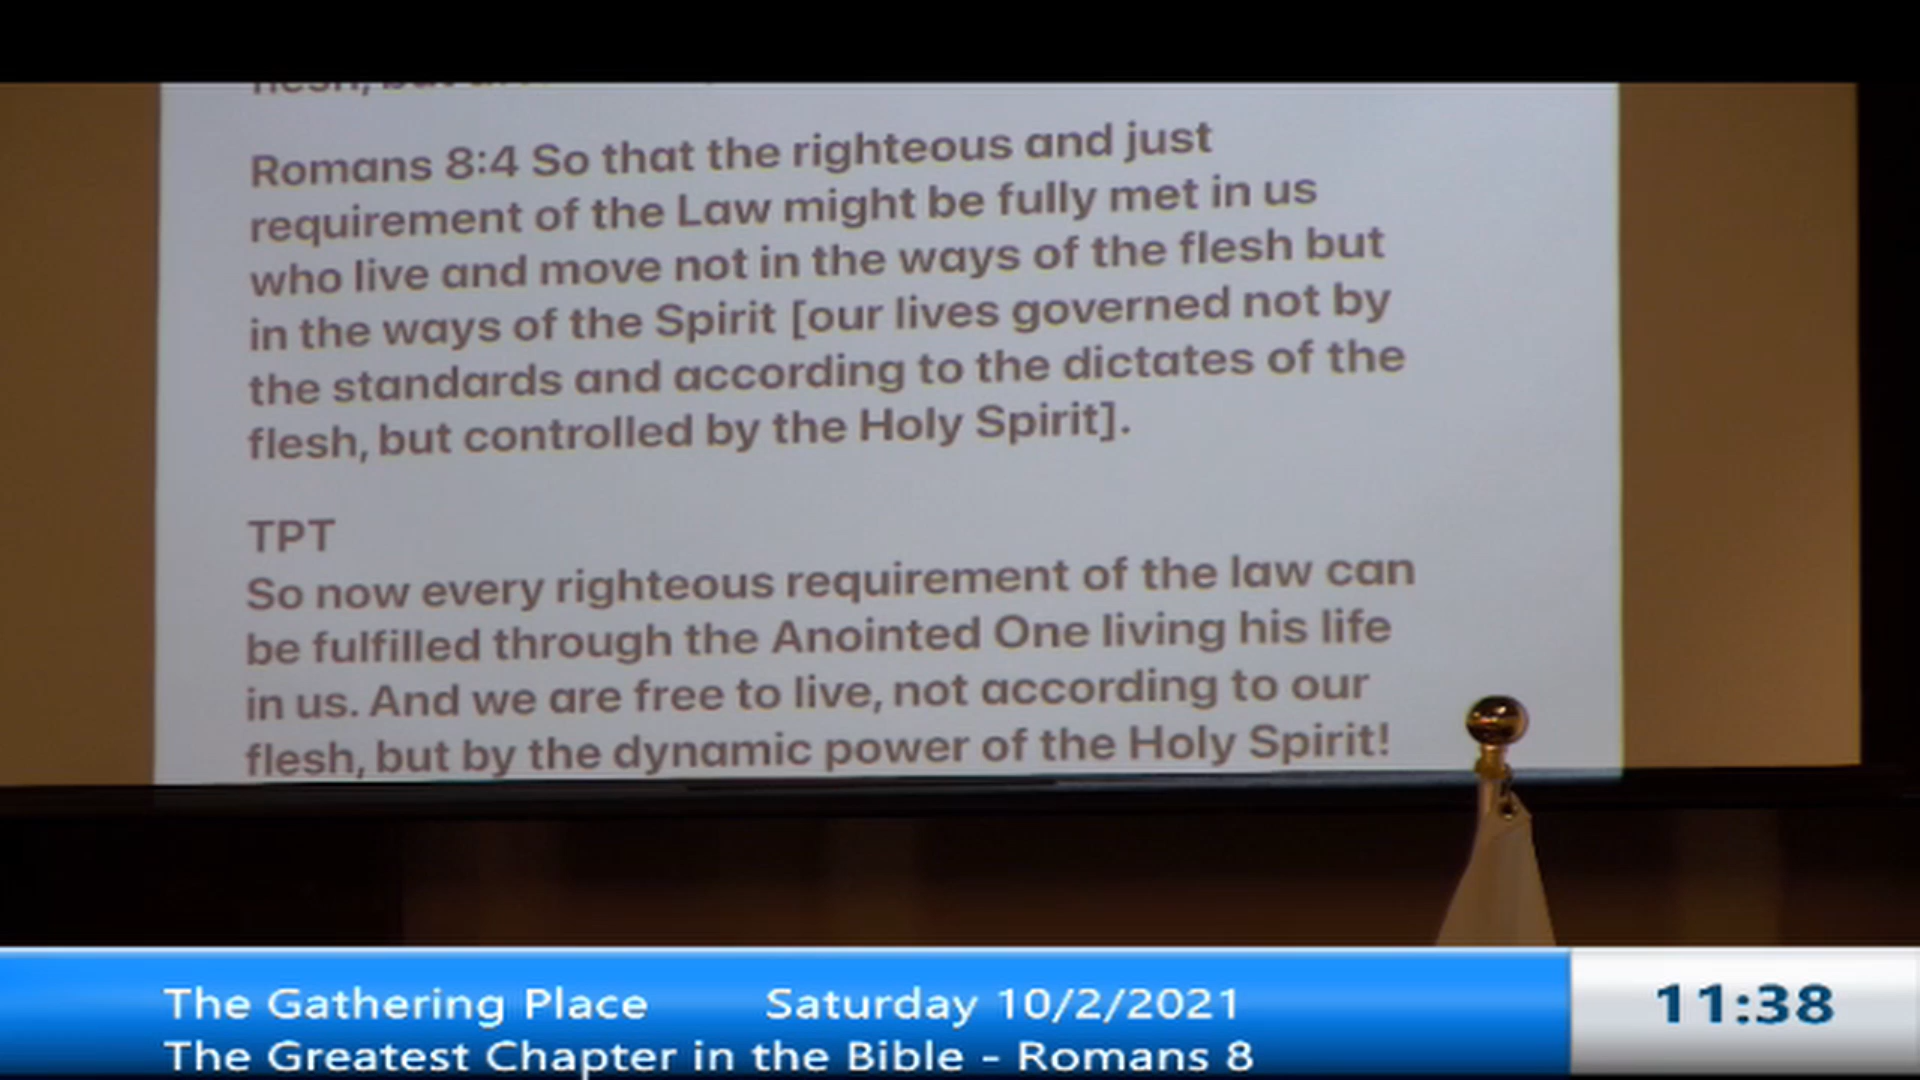 flesh, but
Romans 8:4 So that the righteous and just
requirement of the Law might be fully met in us
who live and move not in the ways of the flesh but
in the ways of the Spirit [our lives governed not by
the standards and according to the dictates of the
flesh, but controlled by the Holy Spirit].
TPT
So now every righteous requirement of the law can
be fulfilled through the Anointed One living his life
in us. And we are free to live, not according to our
flesh, but by the dynamic power of the Holy Spirit!
The Gathering Place Saturday 10/2/2021
11:38
The Greatest Chapter in the Bible - Romans 8